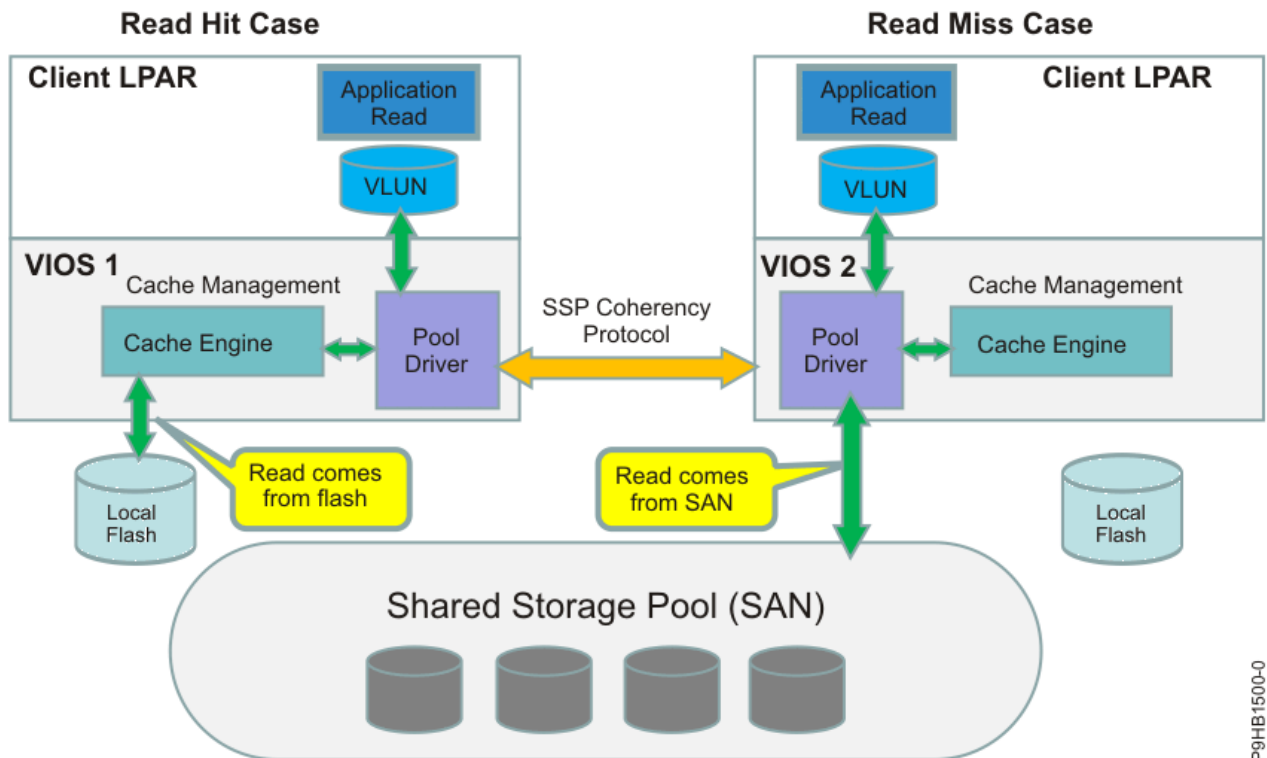 Read Hit Case
Read Miss Case
Client LPAR
Application
Read
VLUN
Client LPAR
Application
Read
VLUN
VIOS 1
Cache Management
Cache Engine
Pool
Driver
SSP Coherency
Protocol
VIOS 2
Cache Management
Pool
Driver
Cache Engine
Read comes
from flash
Read comes
from SAN
Local
Flash
Local
Flash
Shared Storage Pool (SAN)
P9HB1500-0